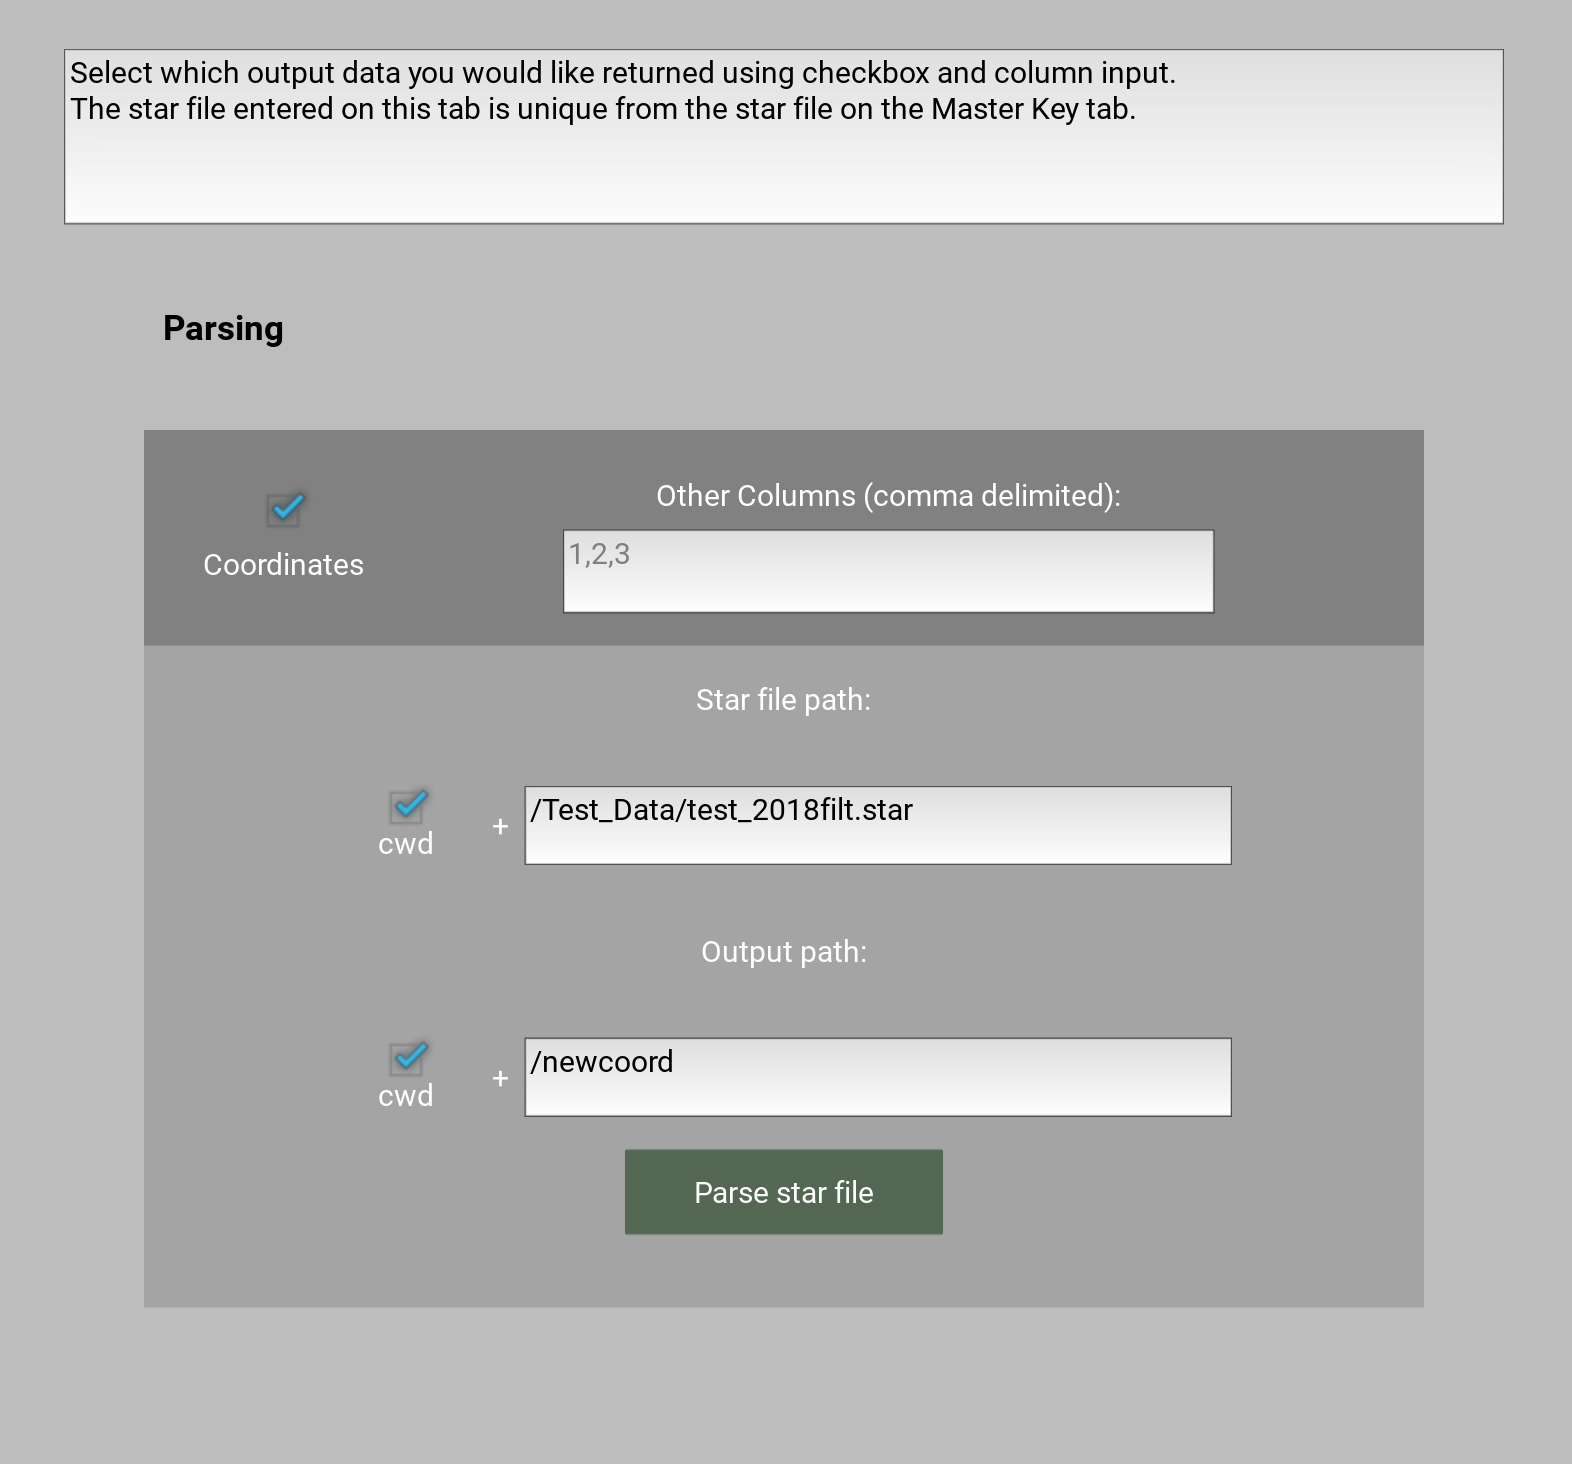 Select which output data you would like returned using checkbox and column input.
The star file entered on this tab is unique from the star file on the Master Key tab.
Parsing
Coordinates
Other Columns (comma delimited):
1,2,3
Star file path:
cwd
+
/Test_Data/test_2018filt.star
Output path:
cwd
+
/newcoord
Parse star file